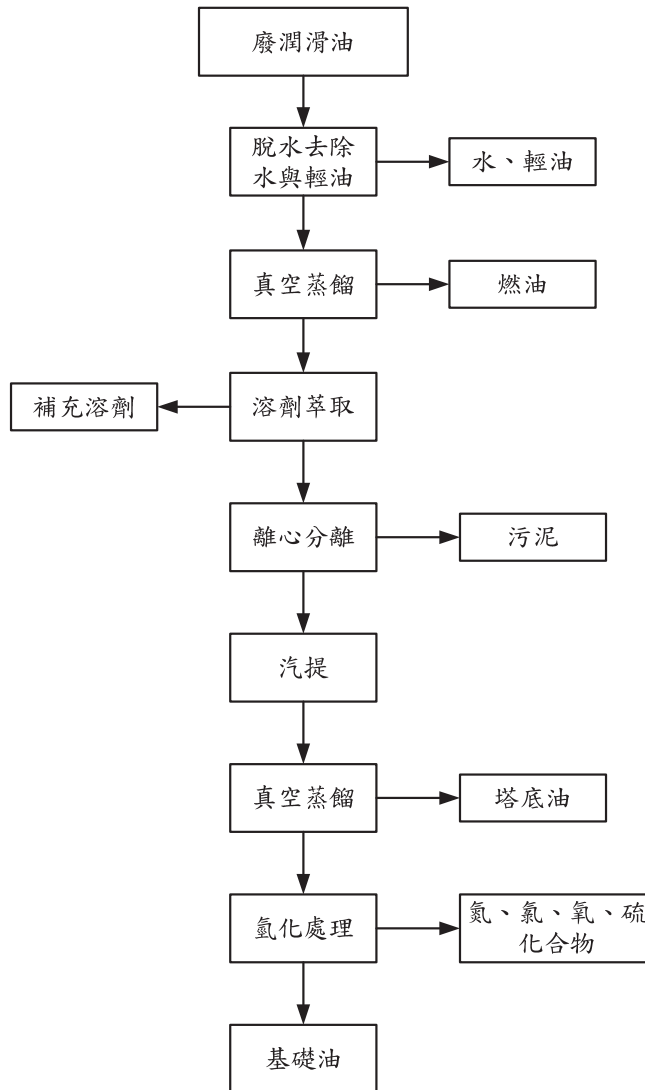 廢潤滑油
脫水去除
水與輕油
水、輕油
真空蒸餾
燃油
補充溶劑
溶劑萃取
離心分離
污泥
汽提
真空蒸餾
塔底油
氫化處理
氮、氯、氧、硫
化合物
基礎油